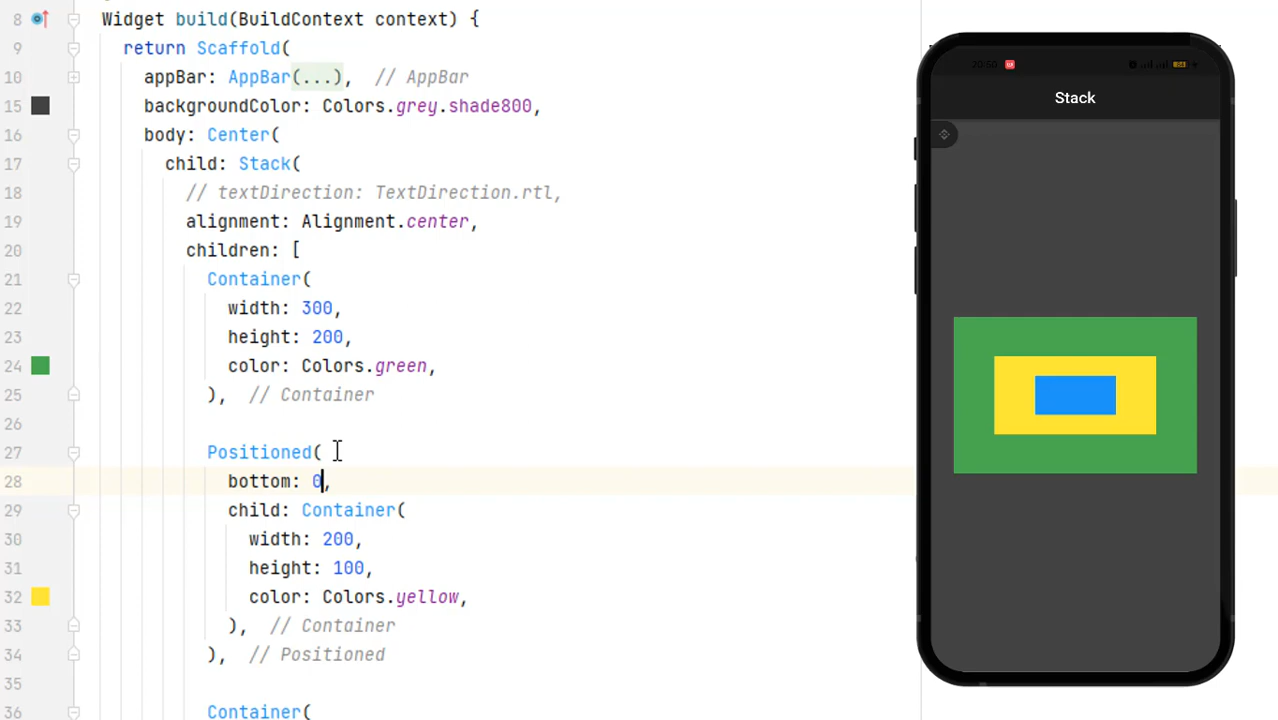 8 Widget build(BuildContext context) {
9 return Scaffold(
10 appBar: AppBar(...), // AppBar
15 backgroundColor: Colors.grey.shade800,
16 body: Center(
17 child: Stack(
18 // textDirection: TextDirection.rtl,
19 alignment: Alignment.center,
20 children: [
21 Container(
22 width: 300,
23 height: 200,
24 color: Colors.green,
25 ), // Container
26
27 Positioned(
28 bottom: 0,
29 child: Container(
30 width: 200,
31 height: 100,
32 color: Colors.yellow,
33 ), // Container
34 ), // Positioned
35
36 Container(
20:50
Stack